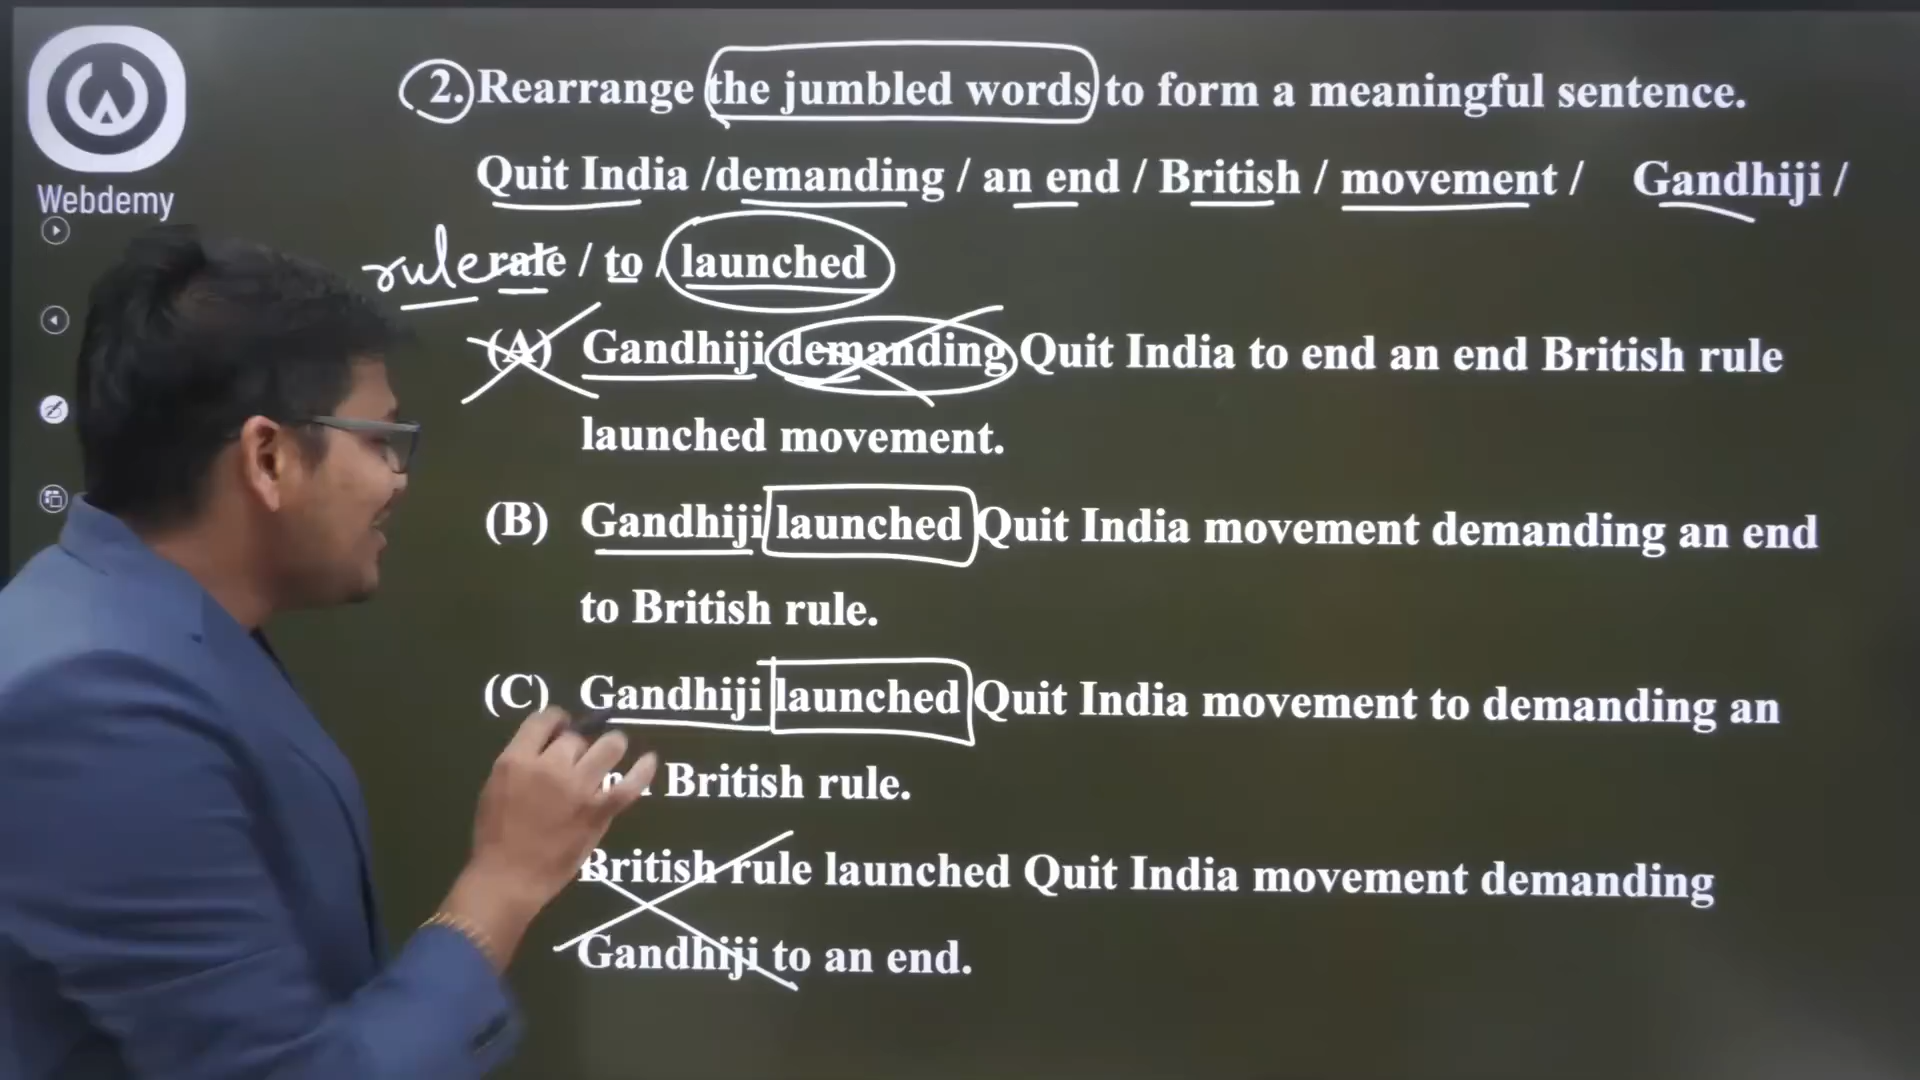 Webdemy
2. Rearrange the jumbled words to form a meaningful sentence.
Quit India /demanding / an end / British / movement / Gandhiji /
rule rate / to / launched
(A) Gandhiji demanding Quit India to end an end British rule
launched movement.
(B) Gandhiji launched Quit India movement demanding an end
to British rule.
(C) Gandhiji launched Quit India movement to demanding an
British rule.
British rule launched Quit India movement demanding
Gandhiji to an end.